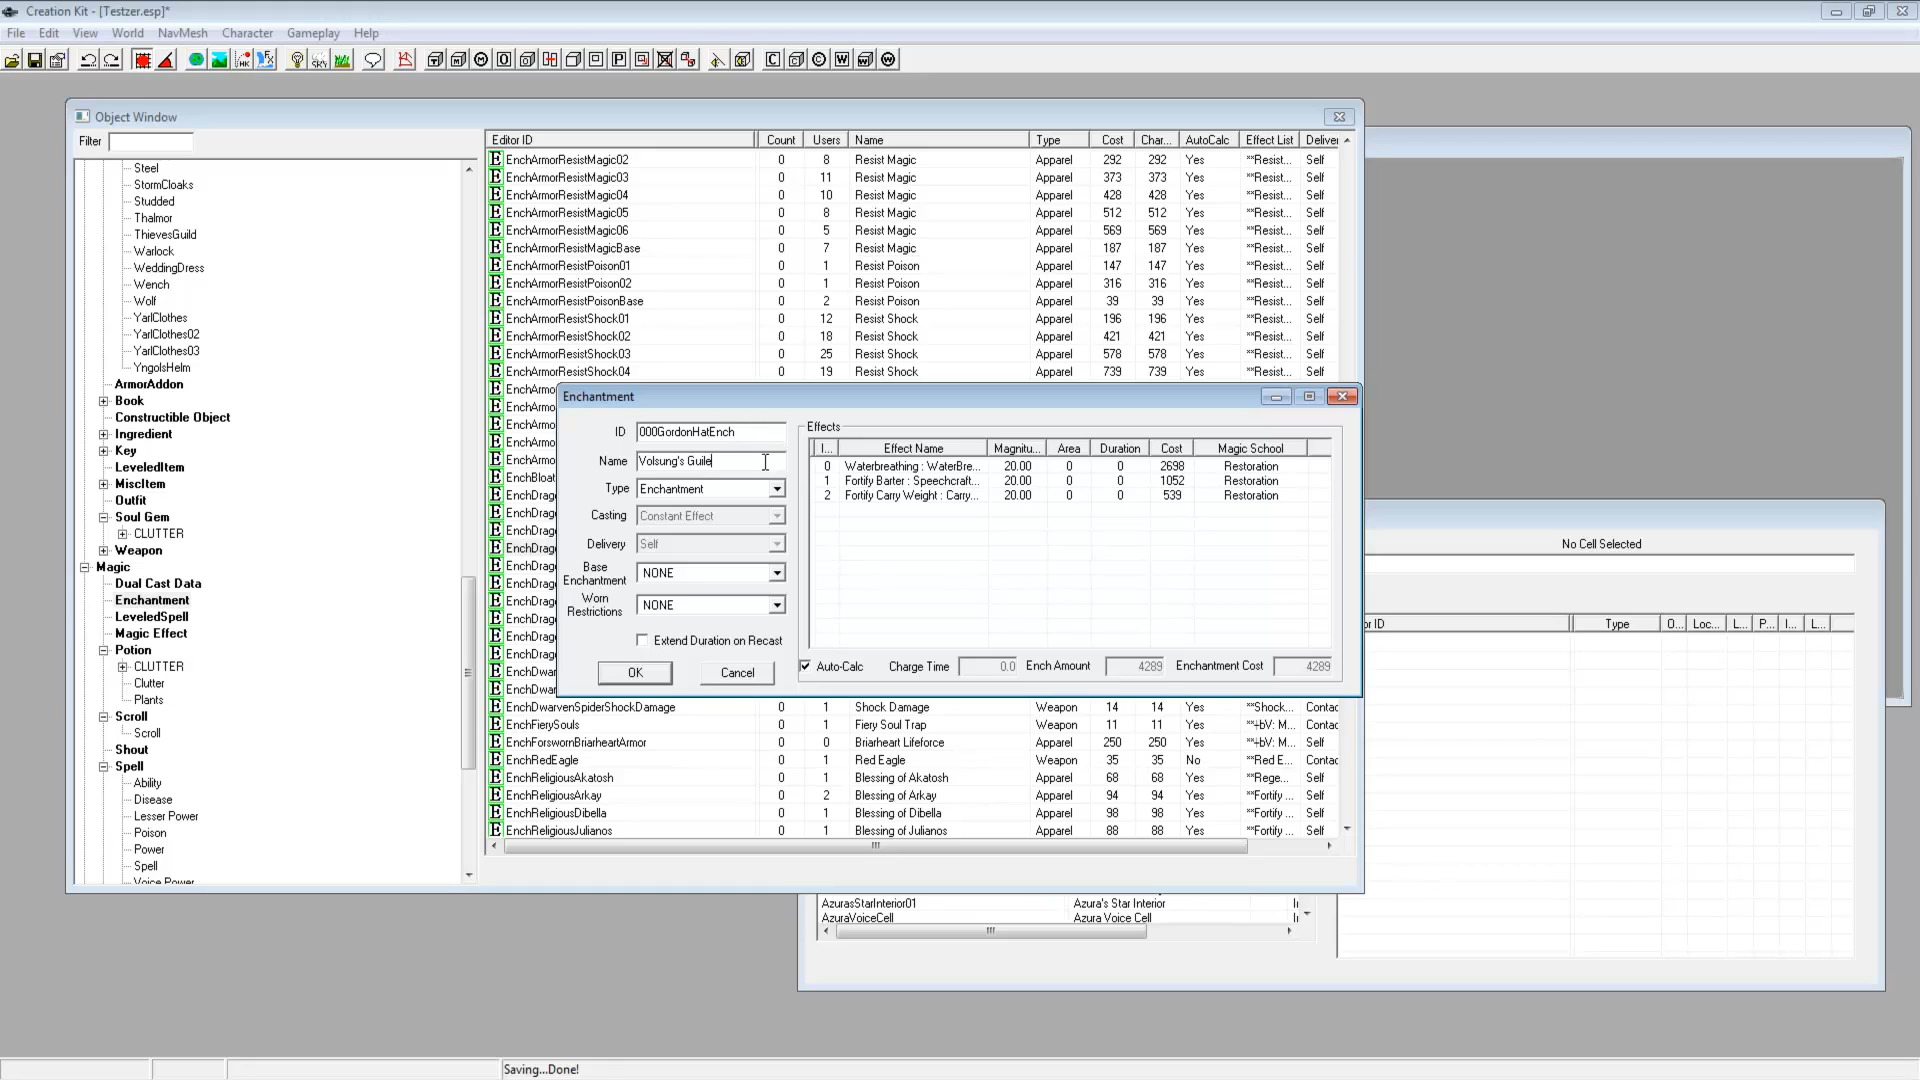 Creation Kit - [Testzer.esp]*
File Edit View World NavMesh Character Gameplay Help
Object Window
Filter
Steel
StormCloaks
Studded
Thalmor
ThievesGuild
Warlock
WeddingDress
Wench
Wolf
YarlClothes
YarlClothes02
YarlClothes03
YngolsHelm
ArmorAddon
Book
Constructible Object
Ingredient
Key
LeveledItem
MiscItem
Outfit
Soul Gem
CLUTTER
Weapon
Magic
Dual Cast Data
Enchantment
LeveledSpell
Magic Effect
Potion
CLUTTER
Clutter
Plants
Scroll
Scroll
Shout
Spell
Ability
Disease
Lesser Power
Poison
Power
Spell
Voice Power
Editor ID Count Users Name Type Cost Char... AutoCalc Effect List Deliver
EnchArmorResistMagic02 0 8 Resist Magic Apparel 292 292 Yes **Resist... Self
EnchArmorResistMagic03 0 11 Resist Magic Apparel 373 373 Yes **Resist... Self
EnchArmorResistMagic04 0 10 Resist Magic Apparel 428 428 Yes **Resist... Self
EnchArmorResistMagic05 0 8 Resist Magic Apparel 512 512 Yes **Resist... Self
EnchArmorResistMagic06 0 5 Resist Magic Apparel 569 569 Yes **Resist... Self
EnchArmorResistMagicBase 0 7 Resist Magic Apparel 187 187 Yes **Resist... Self
EnchArmorResistPoison01 0 1 Resist Poison Apparel 147 147 Yes **Resist... Self
EnchArmorResistPoison02 0 1 Resist Poison Apparel 316 316 Yes **Resist... Self
EnchArmorResistPoisonBase 0 2 Resist Poison Apparel 39 39 Yes **Resist... Self
EnchArmorResistShock01 0 12 Resist Shock Apparel 196 196 Yes **Resist... Self
EnchArmorResistShock02 0 18 Resist Shock Apparel 421 421 Yes **Resist... Self
EnchArmorResistShock03 0 25 Resist Shock Apparel 578 578 Yes **Resist... Self
EnchArmorResistShock04 0 19 Resist Shock Apparel 739 739 Yes **Resist... Self
EnchArmo
EnchArmo
EnchArmo
EnchArmo
EnchArmo
EnchBloat
EnchDrag
EnchDrag
EnchDrag
EnchDrag
EnchDrag
EnchDrag
EnchDrag
EnchDrag
EnchDrag
EnchDrag
EnchDwar
EnchDwar
EnchDwarvenSpiderShockDamage 0 1 Shock Damage Weapon 14 14 Yes **Shock... Contac
EnchFierySouls 0 1 Fiery Soul Trap Weapon 11 11 Yes **+bV: M... Contac
EnchForswornBriarheartArmor 0 0 Briarheart Lifeforce Apparel 250 250 Yes **+bV: M... Self
EnchRedEagle 0 1 Red Eagle Weapon 35 35 No **Red E... Contac
EnchReligiousAkatosh 0 1 Blessing of Akatosh Apparel 68 68 Yes **Rege... Self
EnchReligiousArkay 0 2 Blessing of Arkay Apparel 94 94 Yes **Fortify ... Self
EnchReligiousDibella 0 1 Blessing of Dibella Apparel 98 98 Yes **Fortify ... Self
EnchReligiousJulianos 0 1 Blessing of Julianos Apparel 88 88 Yes **Fortify ... Self
Enchantment
ID 000GordonHatEnch
Name Volsung's Guile
Type Enchantment
Casting Constant Effect
Delivery Self
Base Enchantment NONE
Worn Restrictions NONE
Extend Duration on Recast
OK Cancel
Effects
I... Effect Name Magnitu... Area Duration Cost Magic School
0 Waterbreathing : WaterBre... 20.00 0 0 2698 Restoration
1 Fortify Barter : Speechcraft... 20.00 0 0 1052 Restoration
2 Fortify Carry Weight : Carry... 20.00 0 0 539 Restoration
Auto-Calc Charge Time 0.0 Ench Amount 4289 Enchantment Cost 4289
No Cell Selected
or ID Type O... Loc... L... P... I... L...
AzurasStarInterior01 Azura's Star Interior
AzuraVoiceCell Azura Voice Cell
Saving...Done!